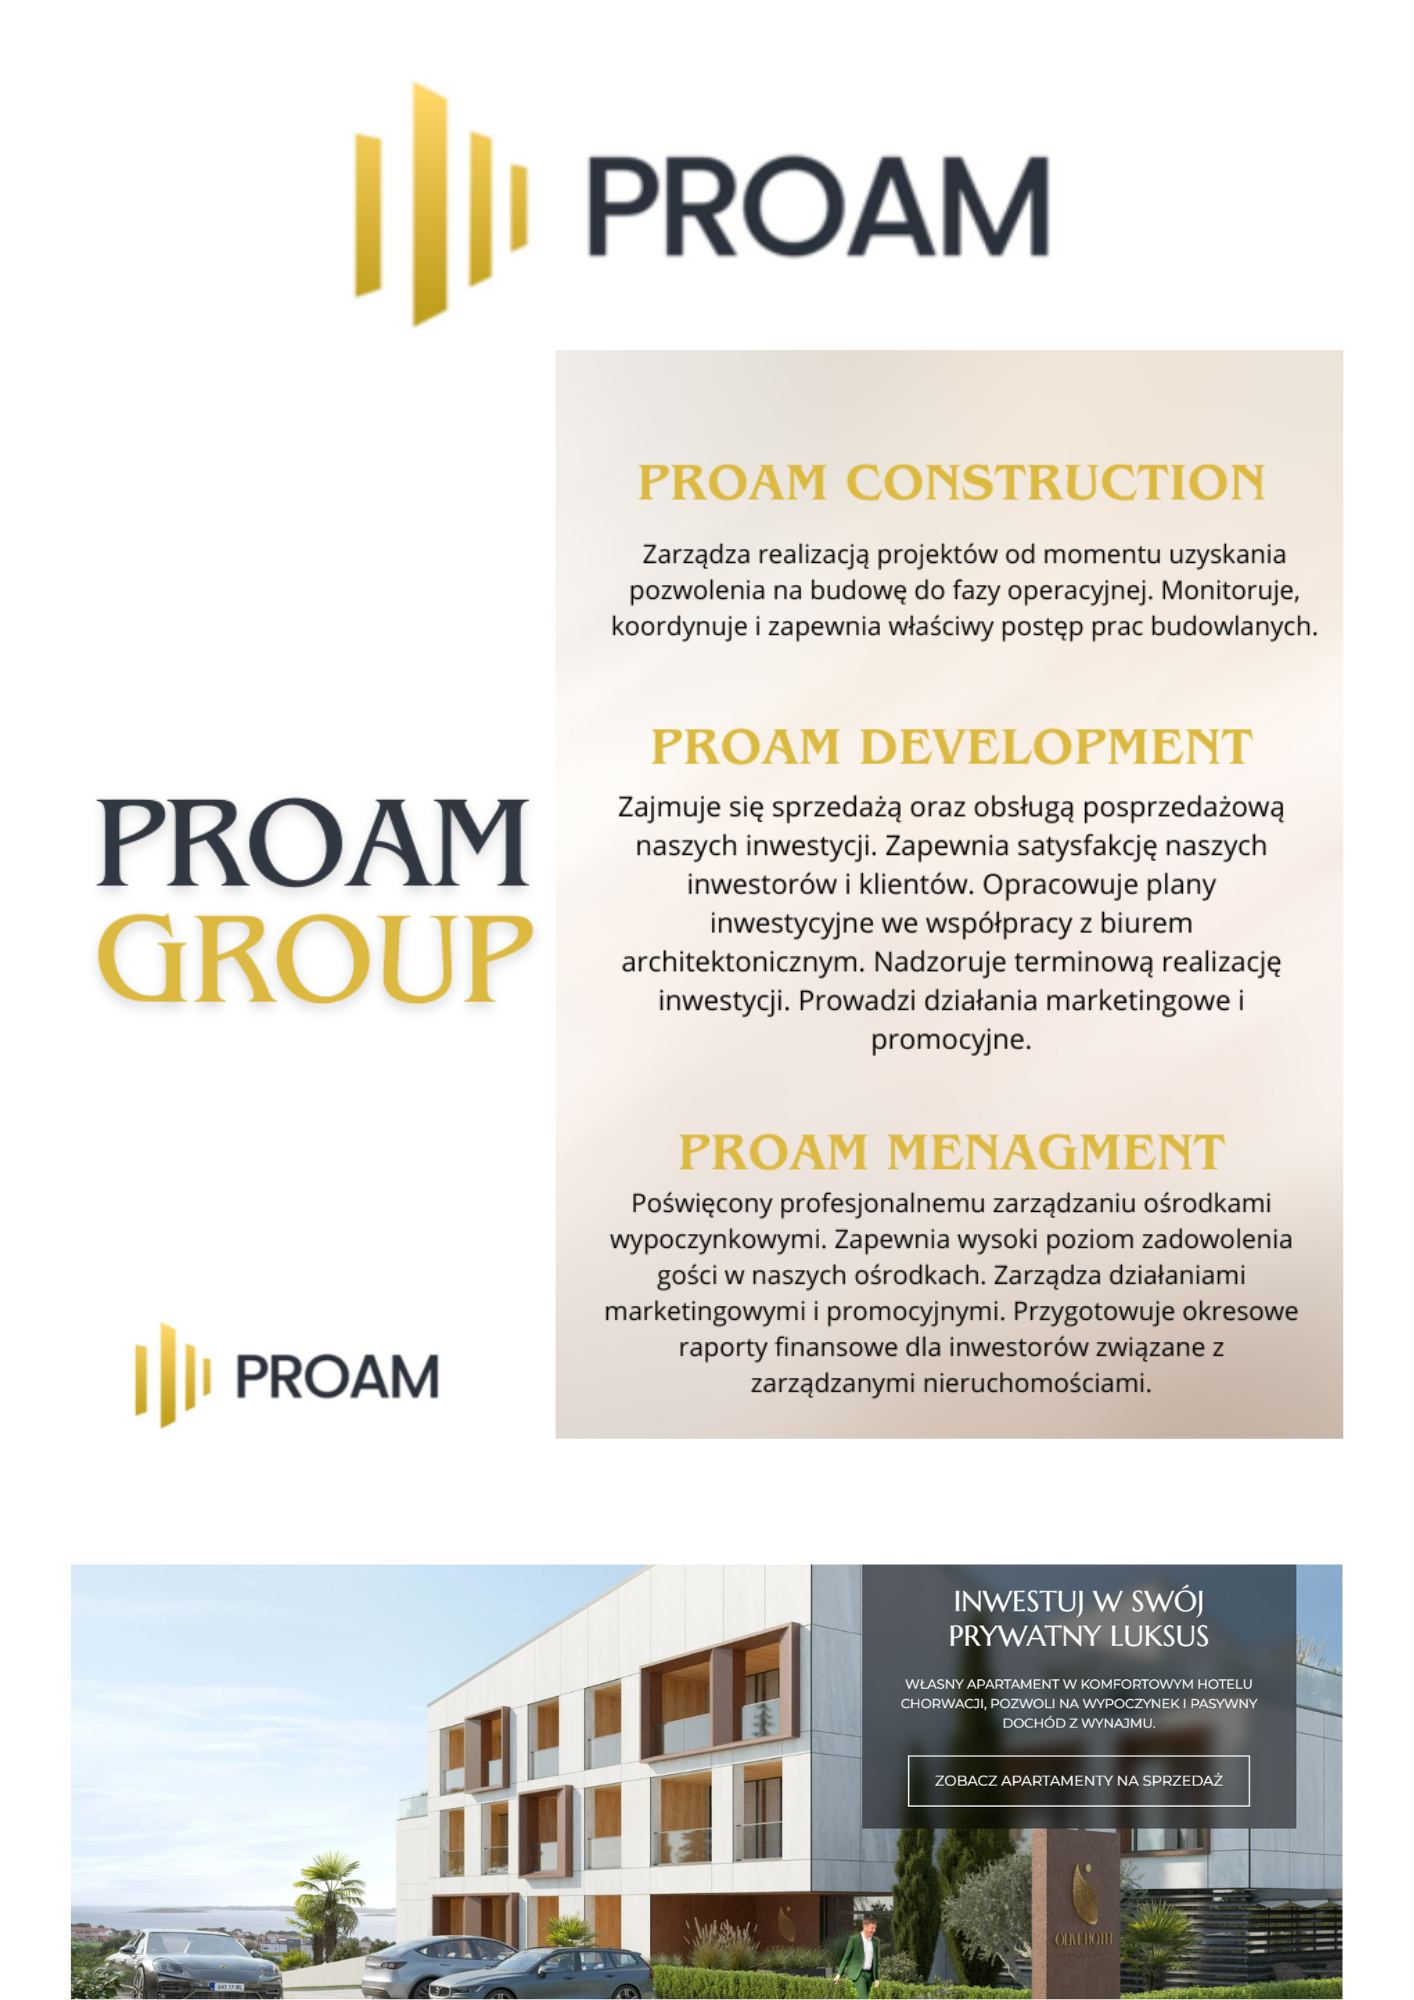 PROAM
PROAM CONSTRUCTION
Zarządza realizacją projektów od momentu uzyskania
pozwolenia na budowę do fazy operacyjnej. Monitoruje,
koordynuje i zapewnia właściwy postęp prac budowlanych.
PROAM DEVELOPMENT
Zajmuje się sprzedażą oraz obsługą posprzedażową
naszych inwestycji. Zapewnia satysfakcję naszych
inwestorów i klientów. Opracowuje plany
inwestycyjne we współpracy z biurem
architektonicznym. Nadzoruje terminową realizację
inwestycji. Prowadzi działania marketingowe i
promocyjne.
PROAM
GROUP
PROAM MENAGMENT
Poświęcony profesjonalnemu zarządzaniu ośrodkami
wypoczynkowymi. Zapewnia wysoki poziom zadowolenia
gości w naszych ośrodkach. Zarządza działaniami
marketingowymi i promocyjnymi. Przygotowuje okresowe
raporty finansowe dla inwestorów związane z
zarządzanymi nieruchomościami.
PROAM
INWESTUJ W SWÓJ
PRYWATNY LUKSUS
WŁASNY APARTAMENT W KOMFORTOWYM HOTELU
CHORWACJI, POZWOLI NA WYPOCZYNEK I PASYWNY
DOCHÓD Z WYNAJMU.
ZOBACZ APARTAMENTY NA SPRZEDAŻ
OLIVE HOTEL